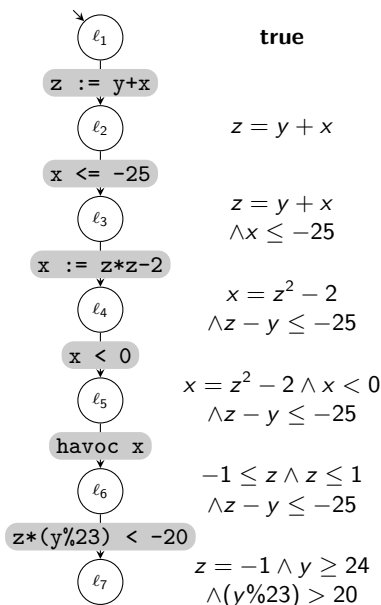 ℓ₁ true
z := y+x
ℓ₂ z = y + x
x <= -25
z = y + x
ℓ₃
∧x ≤ −25
x := z*z-2
x = z² − 2
ℓ₄
∧z − y ≤ −25
x < 0
x = z² − 2 ∧ x < 0
ℓ₅
∧z − y ≤ −25
havoc x
−1 ≤ z ∧ z ≤ 1
ℓ₆
∧z − y ≤ −25
z*(y%23) < -20
z = −1 ∧ y ≥ 24
ℓ₇
∧(y%23) > 20